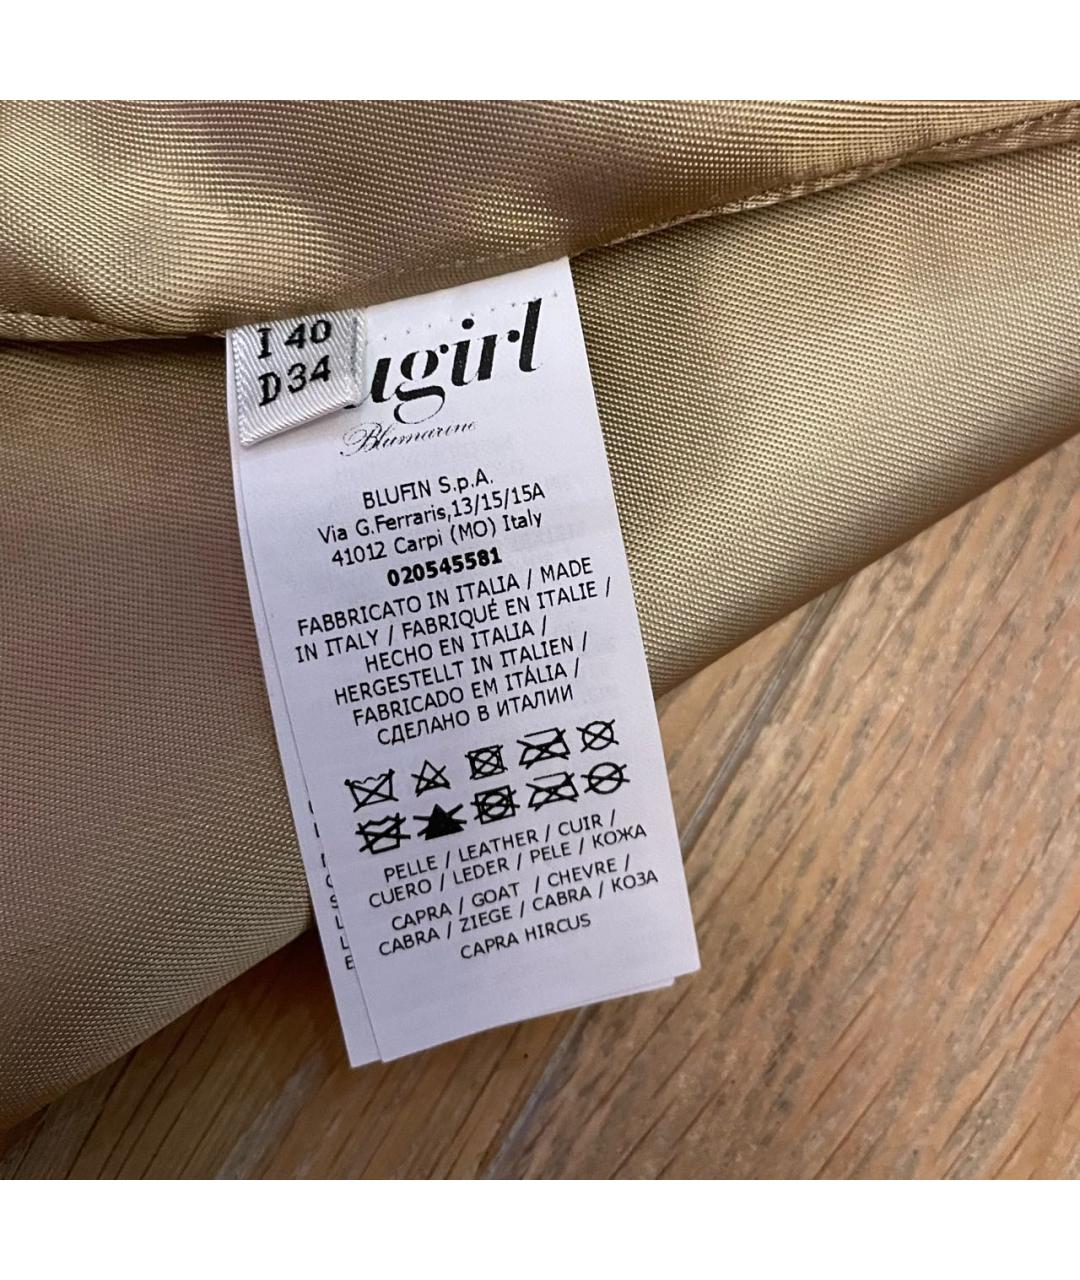 I 40
D 34
ugirl
Blumarine
BLUFIN S.p.A.
Via G.Ferraris,13/15/15A
41012 Carpi (MO) Italy
020545581
FABBRICATO IN ITALIA / MADE
IN ITALY / FABRIQUÉ EN ITALIE /
HECHO EN ITALIA /
HERGESTELLT IN ITALIEN /
FABRICADO EM ITÁLIA /
СДЕЛАНО В ИТАЛИИ
PELLE / LEATHER / CUIR /
CUERO / LEDER / PELE / КОЖА
CAPRA / GOAT / CHEVRE /
CABRA / ZIEGE / CABRA / КОЗА
CAPRA HIRCUS